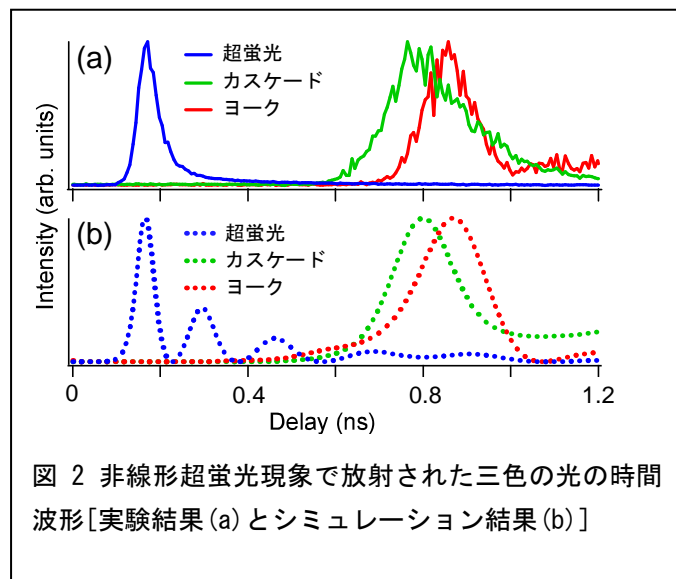 (a)
超蛍光
カスケード
ヨーク
Intensity (arb. units)
(b)
超蛍光
カスケード
ヨーク
0 0.4 0.8 1.2
Delay (ns)
図 2 非線形超蛍光現象で放射された三色の光の時間
波形[実験結果(a)とシミュレーション結果(b)]